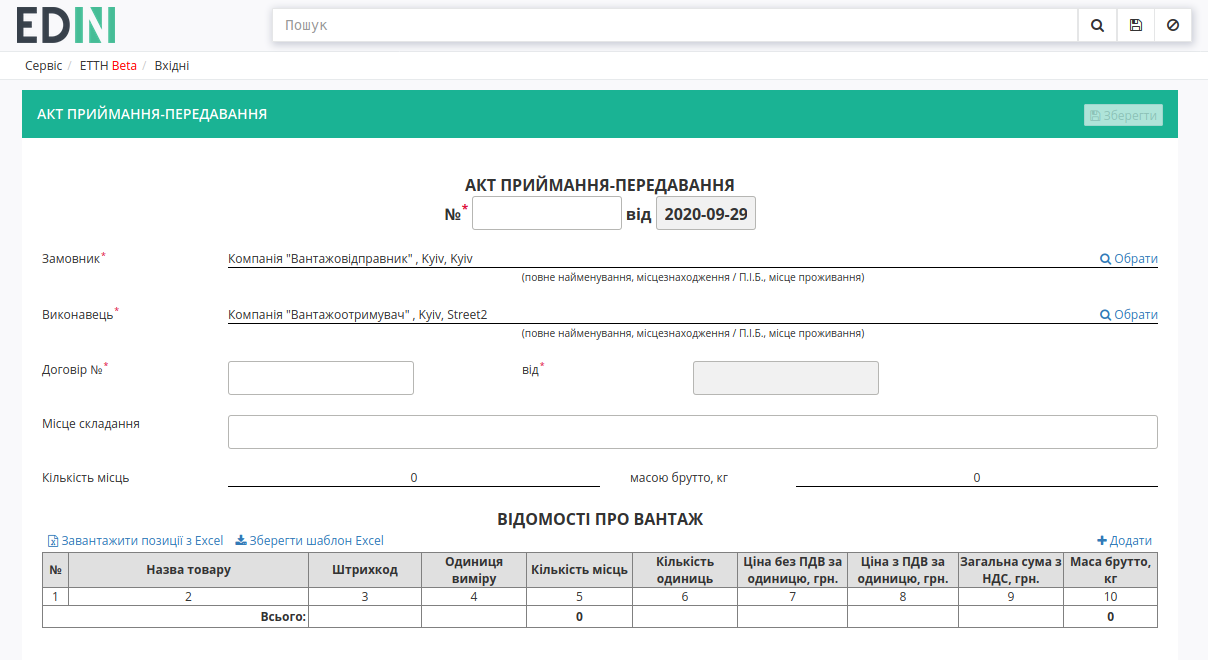 EDIN
Пошук
Сервіс / ЕТТН Beta / Вхідні
АКТ ПРИЙМАННЯ-ПЕРЕДАВАННЯ
Зберегти
АКТ ПРИЙМАННЯ-ПЕРЕДАВАННЯ
№* від 2020-09-29
Замовник* Компанія "Вантажовідправник" , Kyiv, Kyiv Обрати
(повне найменування, місцезнаходження / П.І.Б., місце проживання)
Виконавець* Компанія "Вантажоотримувач" , Kyiv, Street2 Обрати
(повне найменування, місцезнаходження / П.І.Б., місце проживання)
Договір №* від*
Місце складання
Кількість місць 0 масою брутто, кг 0
ВІДОМОСТІ ПРО ВАНТАЖ
Завантажити позиції з Excel Зберегти шаблон Excel Додати
№ Назва товару Штрихкод Одиниця виміру Кількість місць Кількість одиниць Ціна без ПДВ за одиницю, грн. Ціна з ПДВ за одиницю, грн. Загальна сума з НДС, грн. Маса брутто, кг
1 2 3 4 5 6 7 8 9 10
Всього: 0 0